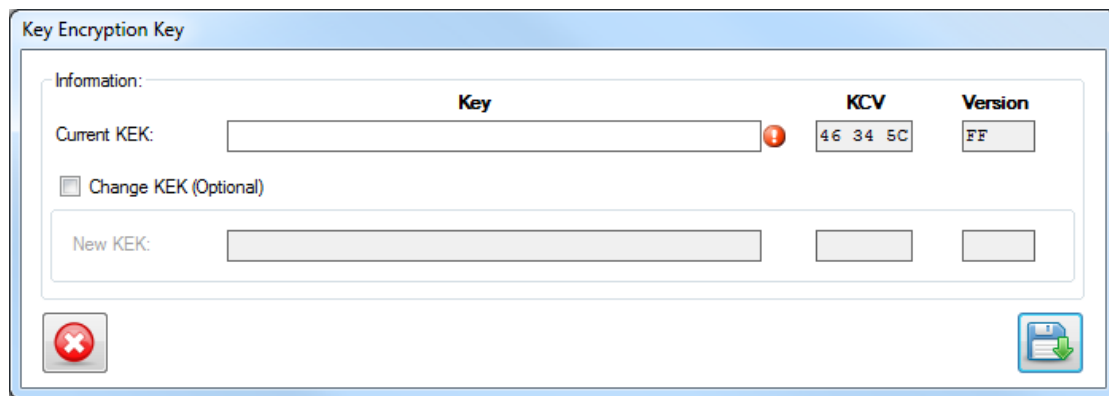 Key Encryption Key
Information:
Key KCV Version
Current KEK: 46 34 5C FF
Change KEK (Optional)
New KEK: